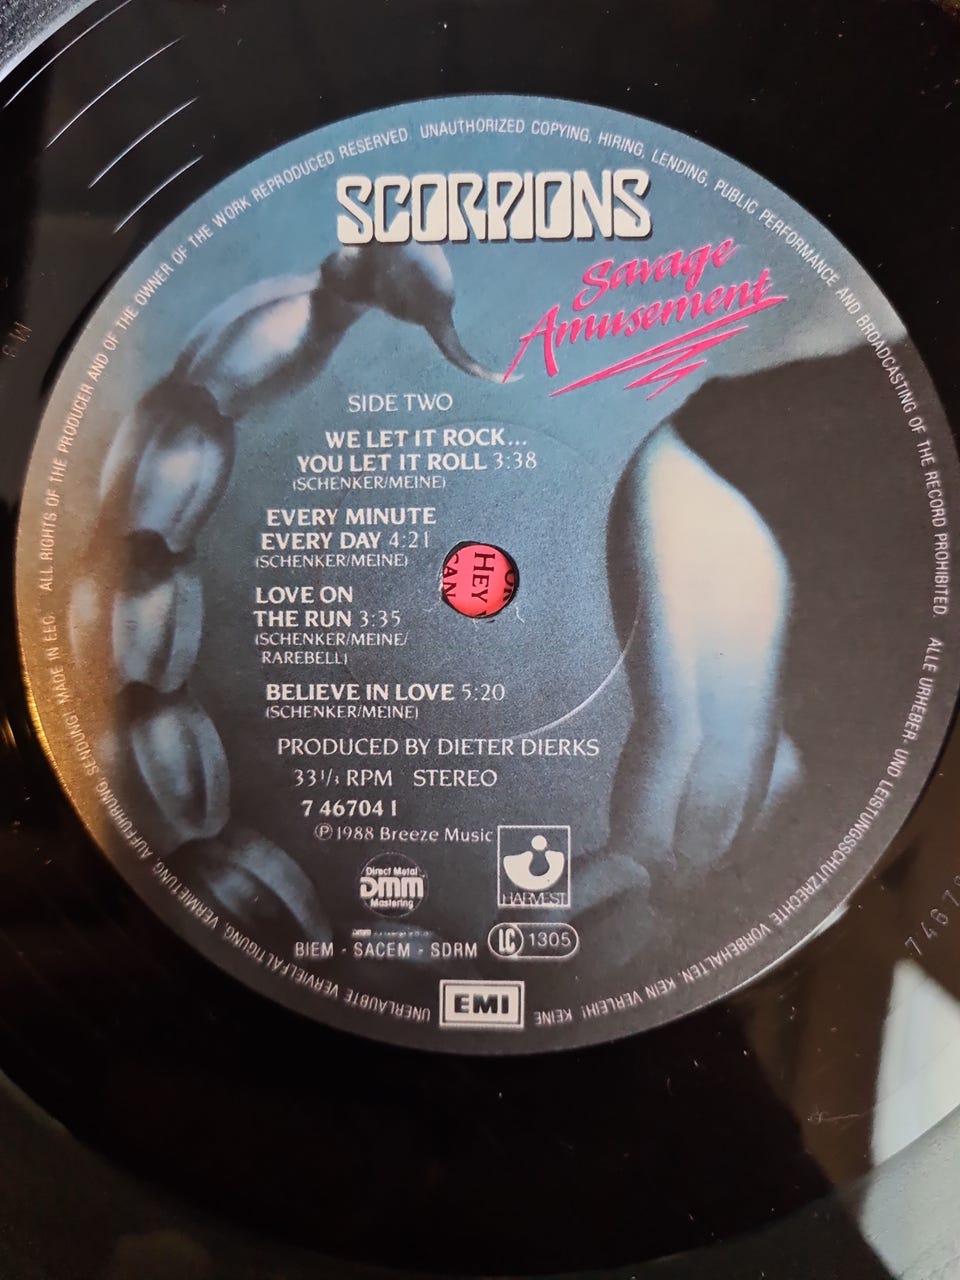 ALL RIGHTS OF THE PRODUCER AND OF THE OWNER OF THE WORK REPRODUCED RESERVED. UNAUTHORIZED COPYING, HIRING, LENDING, PUBLIC PERFORMANCE AND BROADCASTING OF THE RECORD PROHIBITED.
SCORPIONS
Savage
Amusement
SIDE TWO
WE LET IT ROCK...
YOU LET IT ROLL 3:38
(SCHENKER/MEINE)
EVERY MINUTE
EVERY DAY 4:21
(SCHENKER/MEINE)
HEY
LOVE ON
THE RUN 3:35
(SCHENKER/MEINE/
RAREBELL)
BELIEVE IN LOVE 5:20
(SCHENKER/MEINE)
PRODUCED BY DIETER DIERKS
33 1/3 RPM STEREO
7 46704 1
℗ 1988 Breeze Music
Direct Metal
DMM
Mastering
HARVEST
BIEM - SACEM - SDRM
LC 1305
EMI
ALLE URHEBER- UND LEISTUNGSSCHUTZRECHTE VORBEHALTEN. KEIN VERLEIH! KEINE
UNERLAUBTE VERVIELFÄLTIGUNG, VERMIETUNG, AUFFÜHRUNG, SENDUNG! MADE IN EEC.